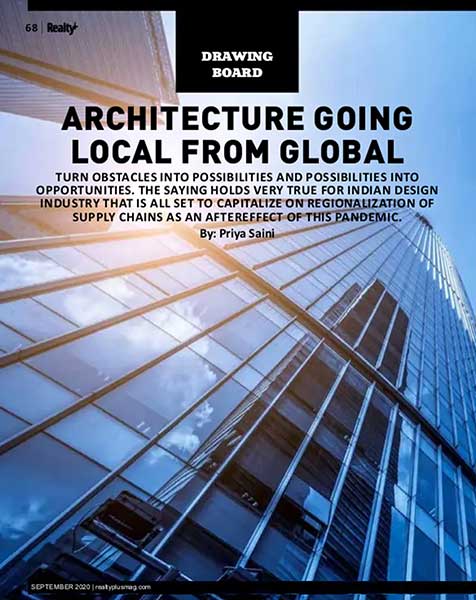 68 | Realty+
DRAWING
BOARD
ARCHITECTURE GOING
LOCAL FROM GLOBAL
TURN OBSTACLES INTO POSSIBILITIES AND POSSIBILITIES INTO
OPPORTUNITIES. THE SAYING HOLDS VERY TRUE FOR INDIAN DESIGN
INDUSTRY THAT IS ALL SET TO CAPITALIZE ON REGIONALIZATION OF
SUPPLY CHAINS AS AN AFTEREFFECT OF THIS PANDEMIC.
By: Priya Saini
SEPTEMBER 2020 | realtyplusmag.com